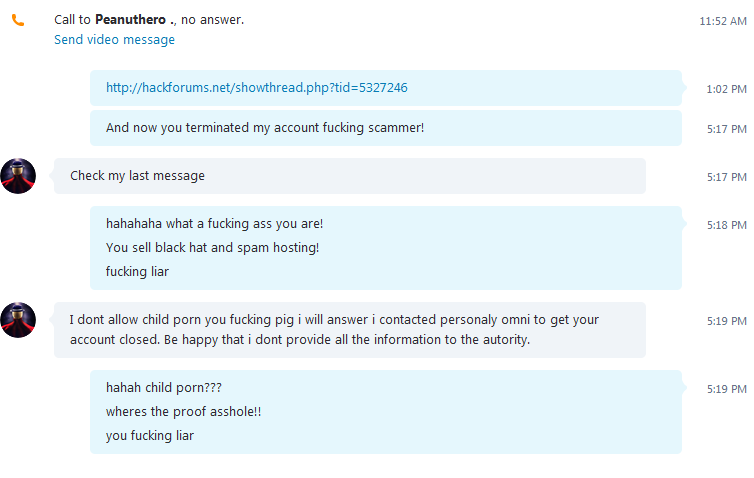 Call to Peanuthero ., no answer. 11:52 AM
Send video message
http://hackforums.net/showthread.php?tid=5327246 1:02 PM
And now you terminated my account fucking scammer! 5:17 PM
Check my last message 5:17 PM
hahahaha what a fucking ass you are! 5:18 PM
You sell black hat and spam hosting!
fucking liar
I dont allow child porn you fucking pig i will answer i contacted personaly omni to get your 5:19 PM
account closed. Be happy that i dont provide all the information to the autority.
hahah child porn??? 5:19 PM
wheres the proof asshole!!
you fucking liar